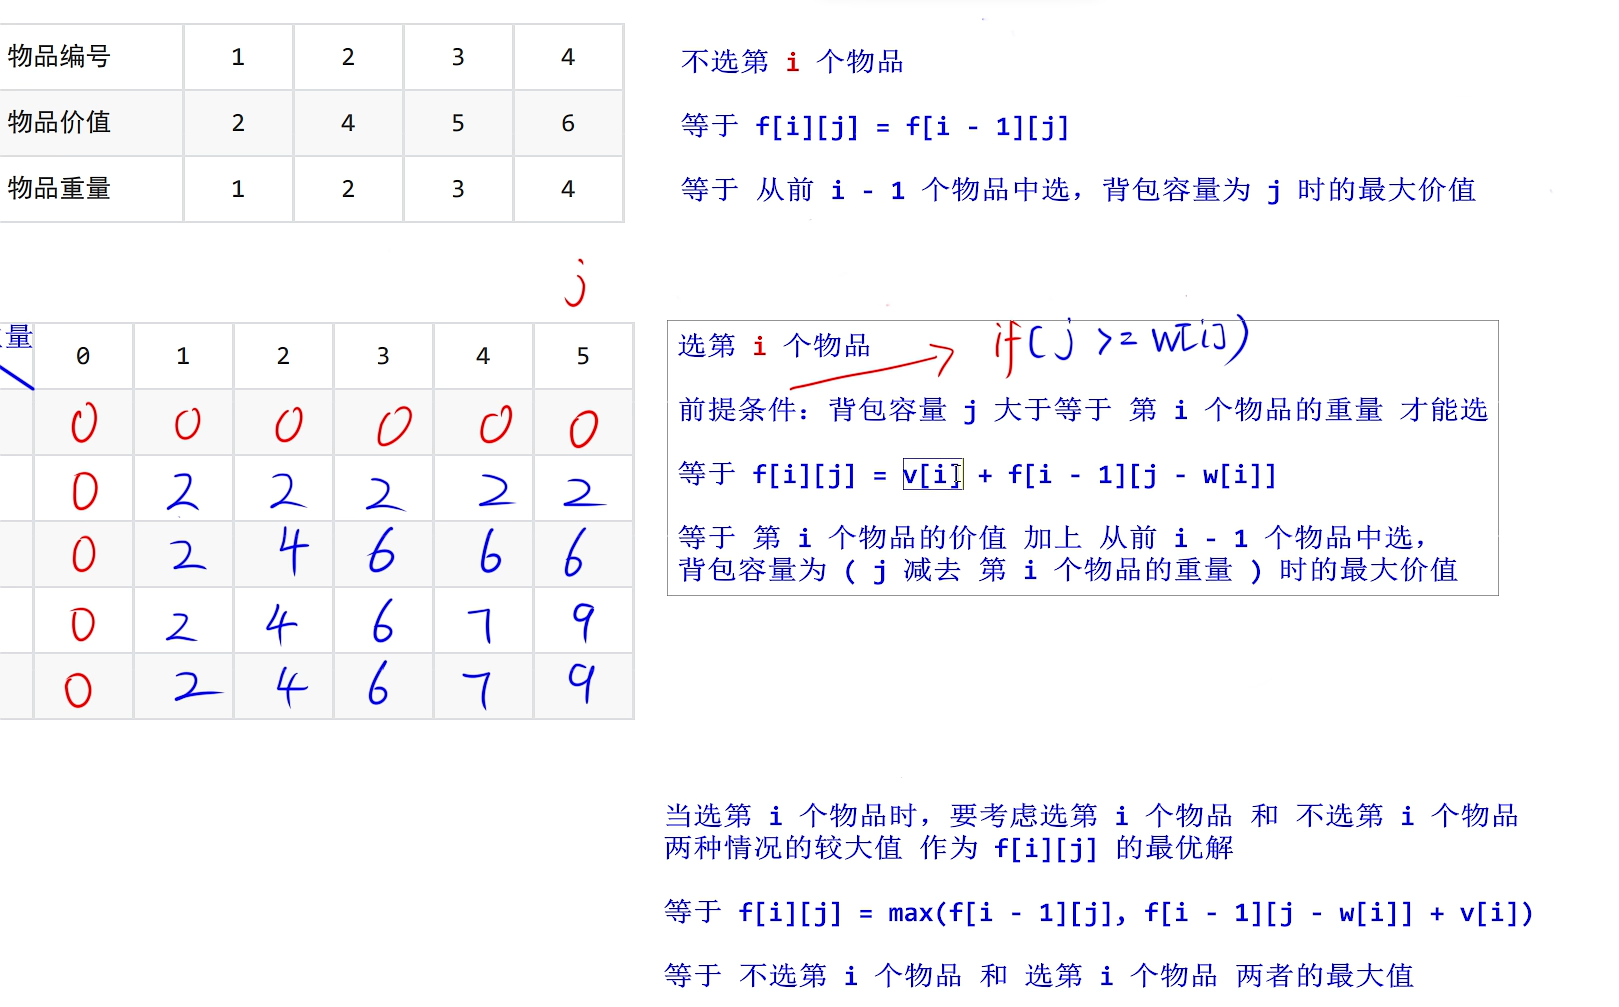 物品编号 1 2 3 4
物品价值 2 4 5 6
物品重量 1 2 3 4
j
量 0 1 2 3 4 5
0 0 0 0 0 0
0 2 2 2 2 2
0 2 4 6 6 6
0 2 4 6 7 9
0 2 4 6 7 9
不选第 i 个物品
等于 f[i][j] = f[i - 1][j]
等于 从前 i - 1 个物品中选，背包容量为 j 时的最大价值
选第 i 个物品
if(j >= w[i])
前提条件：背包容量 j 大于等于 第 i 个物品的重量 才能选
等于 f[i][j] = v[i] + f[i - 1][j - w[i]]
等于 第 i 个物品的价值 加上 从前 i - 1 个物品中选，
背包容量为 ( j 减去 第 i 个物品的重量 ) 时的最大价值
当选第 i 个物品时，要考虑选第 i 个物品 和 不选第 i 个物品
两种情况的较大值 作为 f[i][j] 的最优解
等于 f[i][j] = max(f[i - 1][j], f[i - 1][j - w[i]] + v[i])
等于 不选第 i 个物品 和 选第 i 个物品 两者的最大值